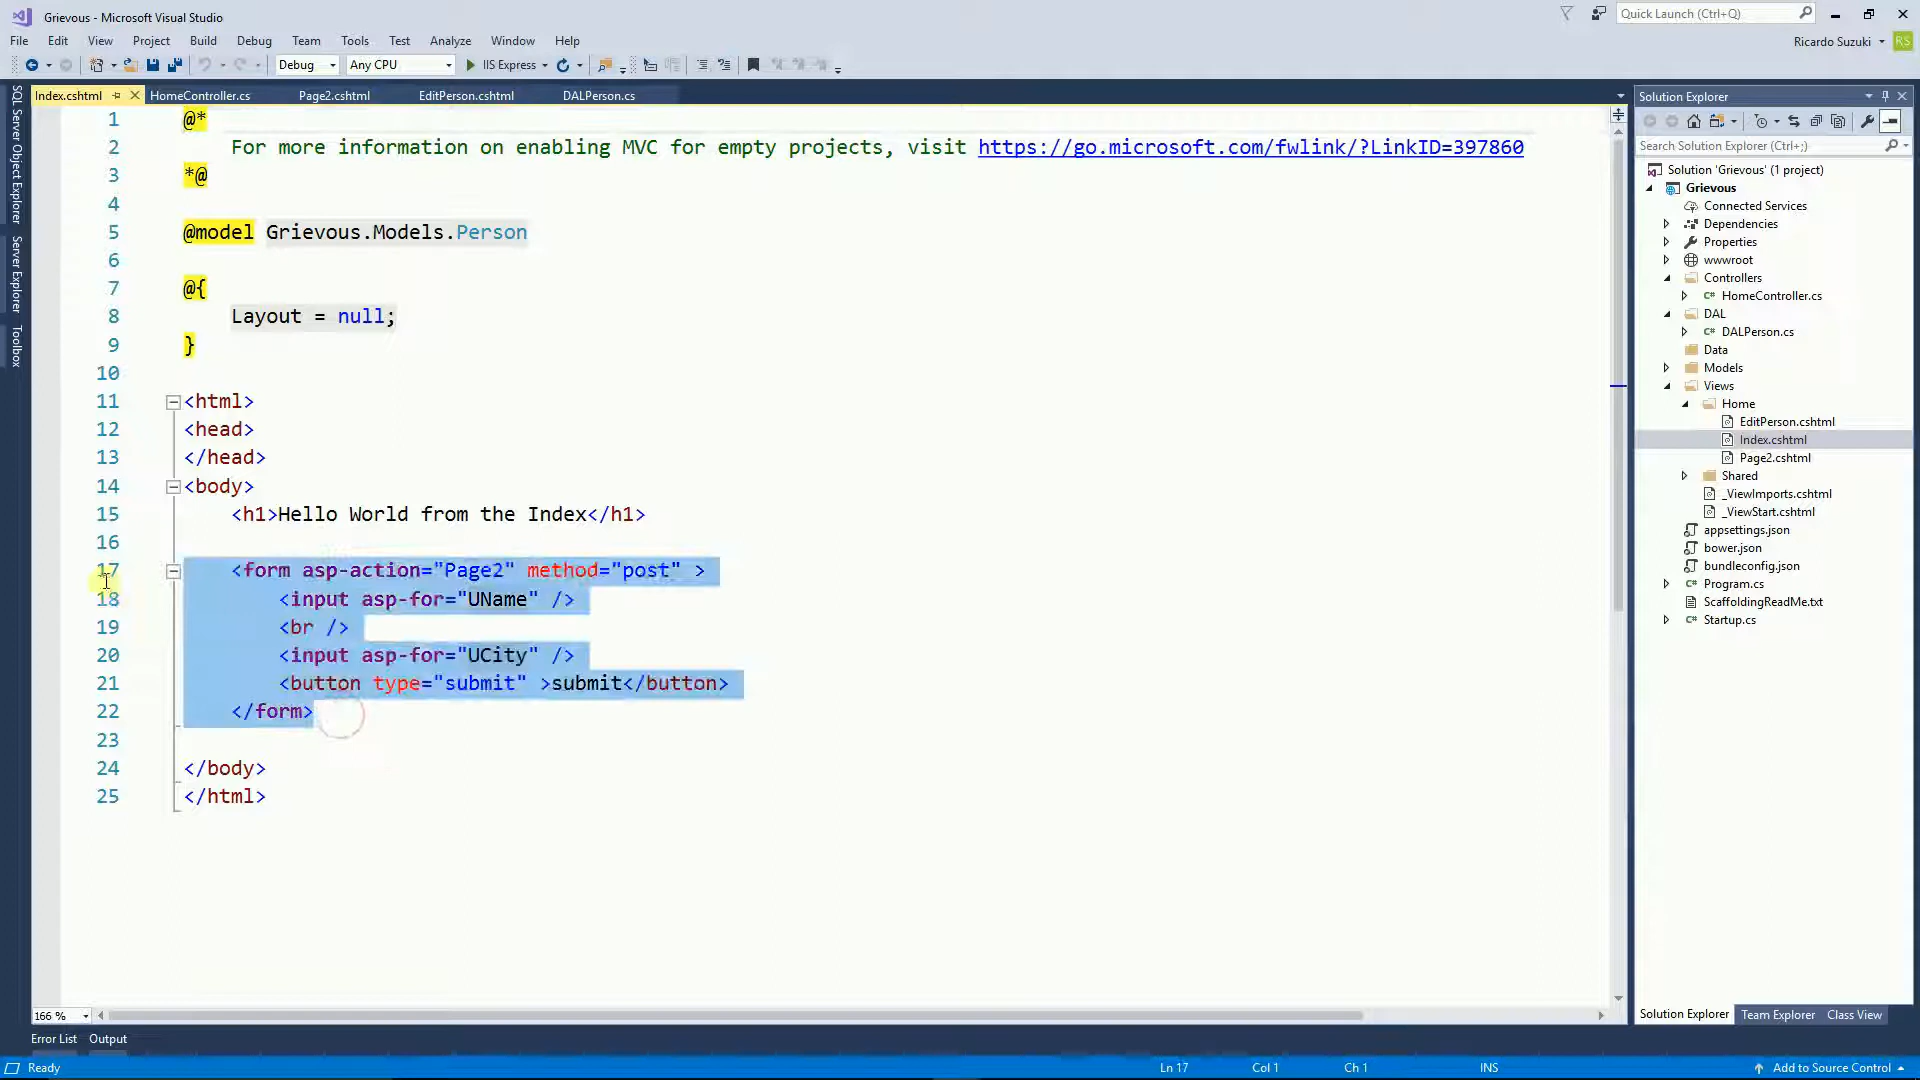 Grievous - Microsoft Visual Studio
Quick Launch (Ctrl+Q)
File Edit View Project Build Debug Team Tools Test Analyze Window Help
Ricardo Suzuki RS
Debug Any CPU IIS Express
Index.cshtml HomeController.cs Page2.cshtml EditPerson.cshtml DALPerson.cs
SQL Server Object Explorer
Server Explorer
Toolbox
1 @*
2 For more information on enabling MVC for empty projects, visit https://go.microsoft.com/fwlink/?LinkID=397860
3 *@
4
5 @model Grievous.Models.Person
6
7 @{
8 Layout = null;
9 }
10
11 <html>
12 <head>
13 </head>
14 <body>
15 <h1>Hello World from the Index</h1>
16
17 <form asp-action="Page2" method="post" >
18 <input asp-for="UName" />
19 <br />
20 <input asp-for="UCity" />
21 <button type="submit" >submit</button>
22 </form>
23
24 </body>
25 </html>
166 %
Solution Explorer
Search Solution Explorer (Ctrl+;)
Solution 'Grievous' (1 project)
Grievous
Connected Services
Dependencies
Properties
wwwroot
Controllers
C# HomeController.cs
DAL
C# DALPerson.cs
Data
Models
Views
Home
EditPerson.cshtml
Index.cshtml
Page2.cshtml
Shared
_ViewImports.cshtml
_ViewStart.cshtml
appsettings.json
bower.json
bundleconfig.json
C# Program.cs
ScaffoldingReadMe.txt
C# Startup.cs
Solution Explorer Team Explorer Class View
Error List Output
Ready Ln 17 Col 1 Ch 1 INS Add to Source Control